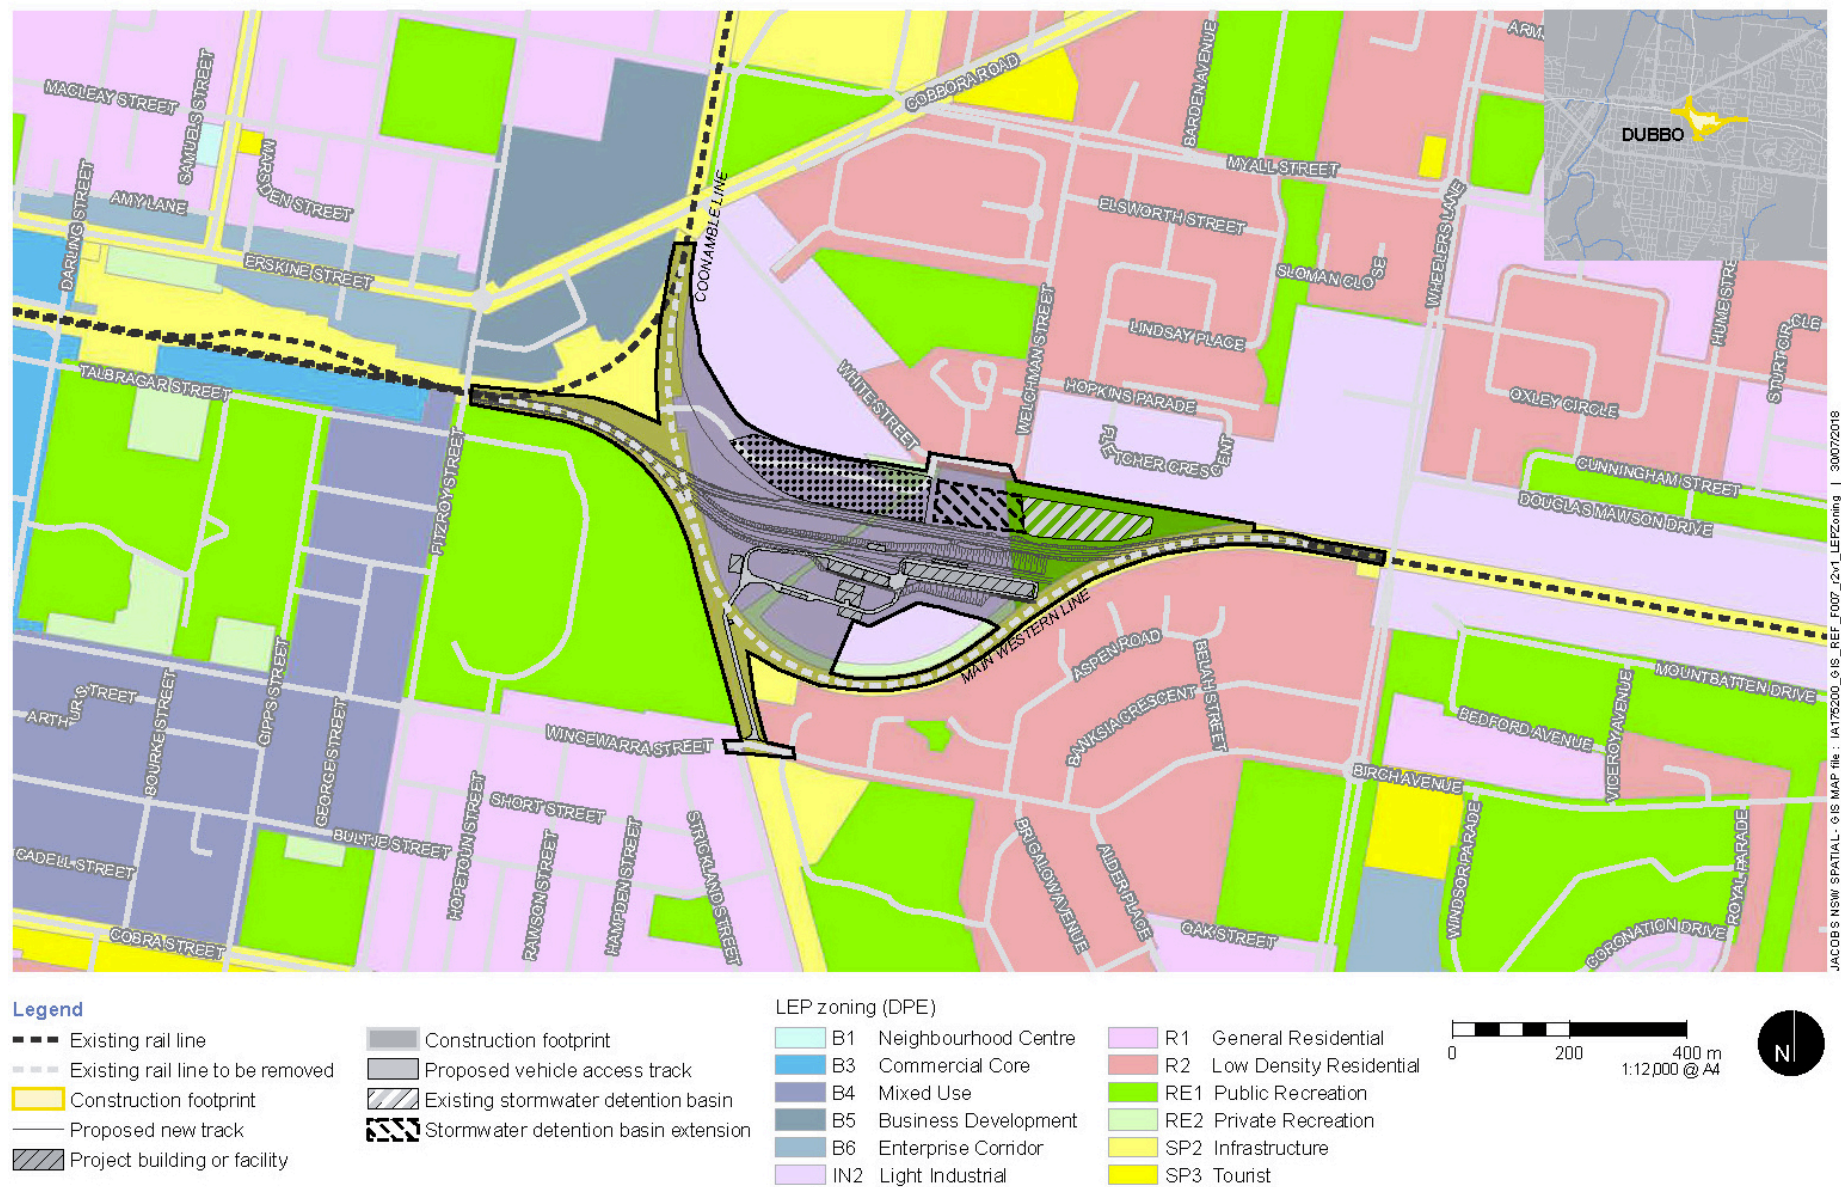 ARM
MACLEAY STREET
SAMUELS STREET
COBBORA ROAD
BARDEN AVENUE
DUBBO
MARSDEN STREET
AMY LANE
DARLING STREET
MYALL STREET
COONAMBLE LINE
ELSWORTH STREET
WHEELERS LANE
ERSKINE STREET
SLOMAN CLOSE
HUME STRE
LINDSAY PLACE
WELCHMAN STREET
STURT CIRCLE
TALBRAGAR STREET
WHITE STREET
HOPKINS PARADE
OXLEY CIRCLE
FLETCHER CRESCENT
FITZROY STREET
CUNNINGHAM STREET
DOUGLAS MAWSON DRIVE
MAIN WESTERN LINE
ASPEN ROAD
BELAH STREET
MOUNTBATTEN DRIVE
ARTHUR STREET
BOURKE STREET
GIPPS STREET
GEORGE STREET
WINGEWARRA STREET
BANKSIA CRESCENT
BEDFORD AVENUE
VICEROY AVENUE
BIRCH AVENUE
HOPETOUN STREET
SHORT STREET
BULTJE STREET
CADELL STREET
RAWSON STREET
HAMPDEN STREET
STRICKLAND STREET
BRIGALOW AVENUE
ALDER PLACE
WINDSOR PARADE
ROYAL PARADE
COBRA STREET
OAK STREET
CORONATION DRIVE
JACOBS NSW SPATIAL - GIS MAP file : IA175200_GIS_REF_F007_r2v1_LEPZoning | 30/07/2018
Legend
Existing rail line
Existing rail line to be removed
Construction footprint
Proposed new track
Project building or facility
Construction footprint
Proposed vehicle access track
Existing stormwater detention basin
Stormwater detention basin extension
LEP zoning (DPE)
B1 Neighbourhood Centre
B3 Commercial Core
B4 Mixed Use
B5 Business Development
B6 Enterprise Corridor
IN2 Light Industrial
R1 General Residential
R2 Low Density Residential
RE1 Public Recreation
RE2 Private Recreation
SP2 Infrastructure
SP3 Tourist
0 200 400 m
1:12,000 @ A4
N